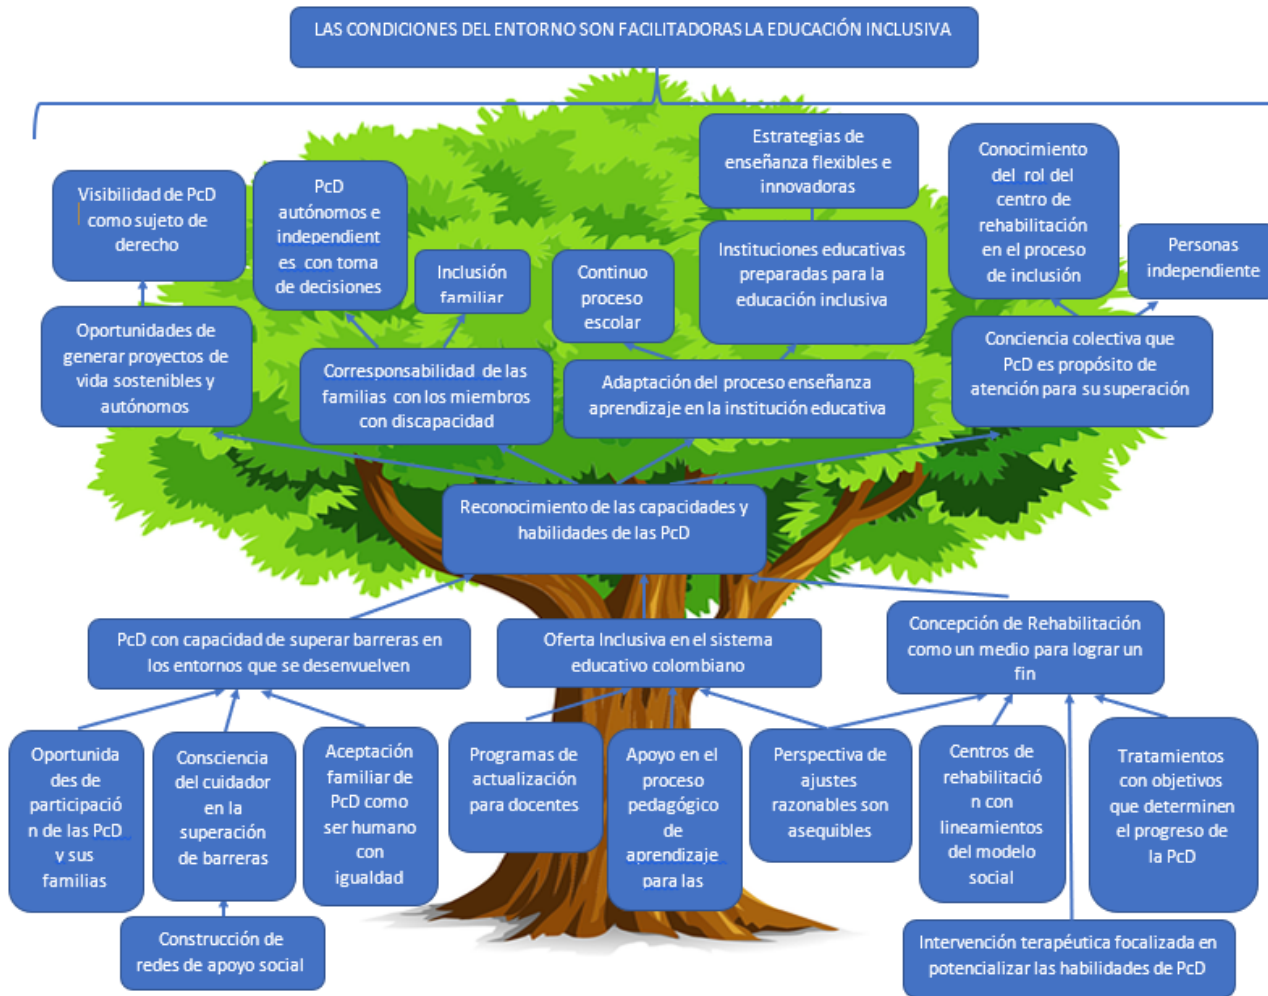 LAS CONDICIONES DEL ENTORNO SON FACILITADORAS LA EDUCACIÓN INCLUSIVA
Visibilidad de PcD
como sujeto de
derecho
PcD
autónomos e
independient
es con toma
de decisiones
Inclusión
familiar
Continuo
proceso
escolar
Estrategias de
enseñanza flexibles e
innovadoras
Instituciones educativas
preparadas para la
educación inclusiva
Conocimiento
del rol del
centro de
rehabilitación
en el proceso
de inclusión
Personas
independiente
Oportunidades de
generar proyectos de
vida sostenibles y
autónomos
Corresponsabilidad de las
familias con los miembros
con discapacidad
Adaptación del proceso enseñanza
aprendizaje en la institución educativa
Conciencia colectiva que
PcD es propósito de
atención para su superación
Reconocimiento de las capacidades y
habilidades de las PcD
PcD con capacidad de superar barreras en
los entornos que se desenvuelven
Oferta Inclusiva en el sistema
educativo colombiano
Concepción de Rehabilitación
como un medio para lograr un
fin
Oportunida
des de
participació
n de las PcD
y sus
familias
Consciencia
del cuidador
en la
superación
de barreras
Aceptación
familiar de
PcD como
ser humano
con
igualdad
Programas de
actualización
para docentes
Apoyo en el
proceso
pedagógico
de
aprendizaje
para las
Perspectiva de
ajustes
razonables son
asequibles
Centros de
rehabilitació
n con
lineamientos
del modelo
social
Tratamientos
con objetivos
que determinen
el progreso de
la PcD
Construcción de
redes de apoyo social
Intervención terapéutica focalizada en
potencializar las habilidades de PcD